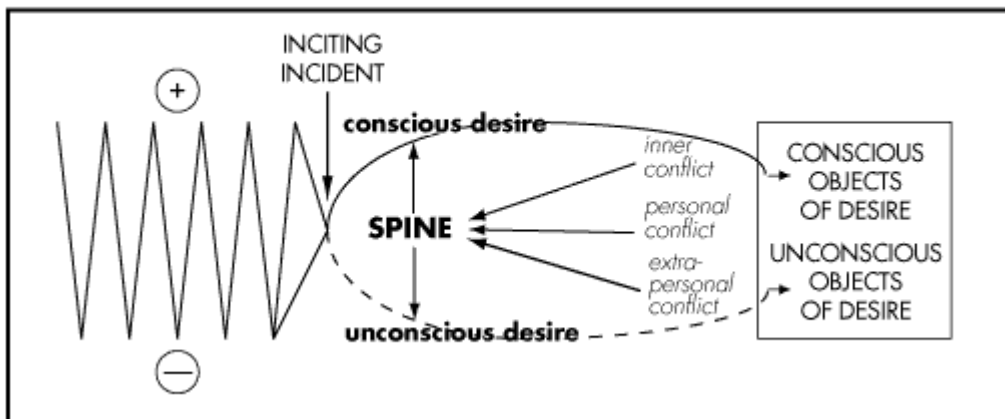 INCITING
INCIDENT
+
conscious desire
inner
conflict
CONSCIOUS
OBJECTS
OF DESIRE
SPINE
personal
conflict
extra-
personal
conflict
UNCONSCIOUS
OBJECTS
OF DESIRE
unconscious desire
—